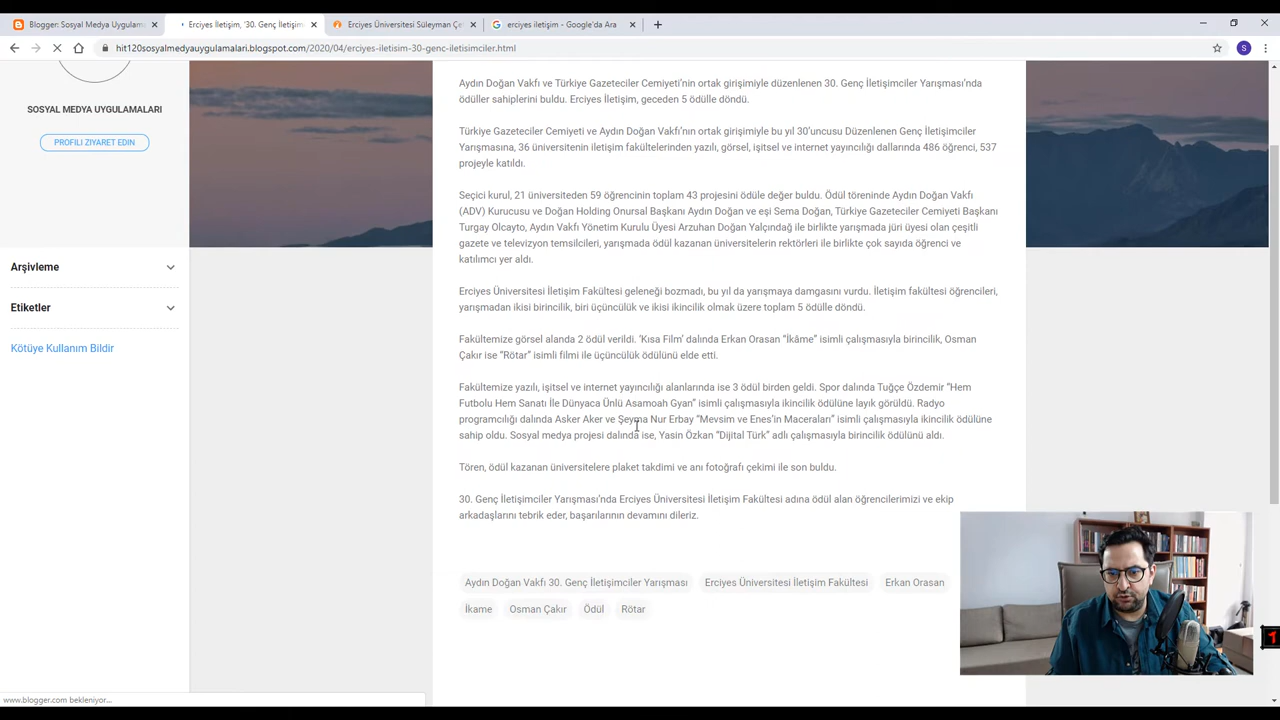 Blogger: Sosyal Medya Uygulama
Erciyes İletişim, '30. Genç İletişim
Erciyes Üniversitesi Süleyman Çe
erciyes iletişim - Google'da Ara
hit120sosyalmedyauygulamalari.blogspot.com/2020/04/erciyes-iletisim-30-genc-iletisimciler.html
S
SOSYAL MEDYA UYGULAMALARI
PROFILI ZIYARET EDIN
Arşivleme
Etiketler
Kötüye Kullanım Bildir
Aydın Doğan Vakfı ve Türkiye Gazeteciler Cemiyeti'nin ortak girişimiyle düzenlenen 30. Genç İletişimciler Yarışması'nda
ödüller sahiplerini buldu. Erciyes İletişim, geceden 5 ödülle döndü.
Türkiye Gazeteciler Cemiyeti ve Aydın Doğan Vakfı'nın ortak girişimiyle bu yıl 30'uncusu Düzenlenen Genç İletişimciler
Yarışmasına, 36 üniversitenin iletişim fakültelerinden yazılı, görsel, işitsel ve internet yayıncılığı dallarında 486 öğrenci, 537
projeyle katıldı.
Seçici kurul, 21 üniversiteden 59 öğrencinin toplam 43 projesini ödüle değer buldu. Ödül töreninde Aydın Doğan Vakfı
(ADV) Kurucusu ve Doğan Holding Onursal Başkanı Aydın Doğan ve eşi Sema Doğan, Türkiye Gazeteciler Cemiyeti Başkanı
Turgay Olcayto, Aydın Vakfı Yönetim Kurulu Üyesi Arzuhan Doğan Yalçındağ ile birlikte yarışmada jüri üyesi olan çeşitli
gazete ve televizyon temsilcileri, yarışmada ödül kazanan üniversitelerin rektörleri ile birlikte çok sayıda öğrenci ve
katılımcı yer aldı.
Erciyes Üniversitesi İletişim Fakültesi geleneği bozmadı, bu yıl da yarışmaya damgasını vurdu. İletişim fakültesi öğrencileri,
yarışmadan ikisi birincilik, biri üçüncülük ve ikisi ikincilik olmak üzere toplam 5 ödülle döndü.
Fakültemize görsel alanda 2 ödül verildi. 'Kısa Film' dalında Erkan Orasan “İkâme” isimli çalışmasıyla birincilik, Osman
Çakır ise “Rötar” isimli filmi ile üçüncülük ödülünü elde etti.
Fakültemize yazılı, işitsel ve internet yayıncılığı alanlarında ise 3 ödül birden geldi. Spor dalında Tuğçe Özdemir “Hem
Futbolu Hem Sanatı İle Dünyaca Ünlü Asamoah Gyan” isimli çalışmasıyla ikincilik ödülüne layık görüldü. Radyo
programcılığı dalında Asker Aker ve Şeyma Nur Erbay “Mevsim ve Enes'in Maceraları” isimli çalışmasıyla ikincilik ödülüne
sahip oldu. Sosyal medya projesi dalında ise, Yasin Özkan “Dijital Türk” adlı çalışmasıyla birincilik ödülünü aldı.
Tören, ödül kazanan üniversitelere plaket takdimi ve anı fotoğrafı çekimi ile son buldu.
30. Genç İletişimciler Yarışması'nda Erciyes Üniversitesi İletişim Fakültesi adına ödül alan öğrencilerimizi ve ekip
arkadaşlarını tebrik eder, başarılarının devamını dileriz.
Aydın Doğan Vakfı 30. Genç İletişimciler Yarışması
Erciyes Üniversitesi İletişim Fakültesi
Erkan Orasan
İkame
Osman Çakır
Ödül
Rötar
1
www.blogger.com bekleniyor...